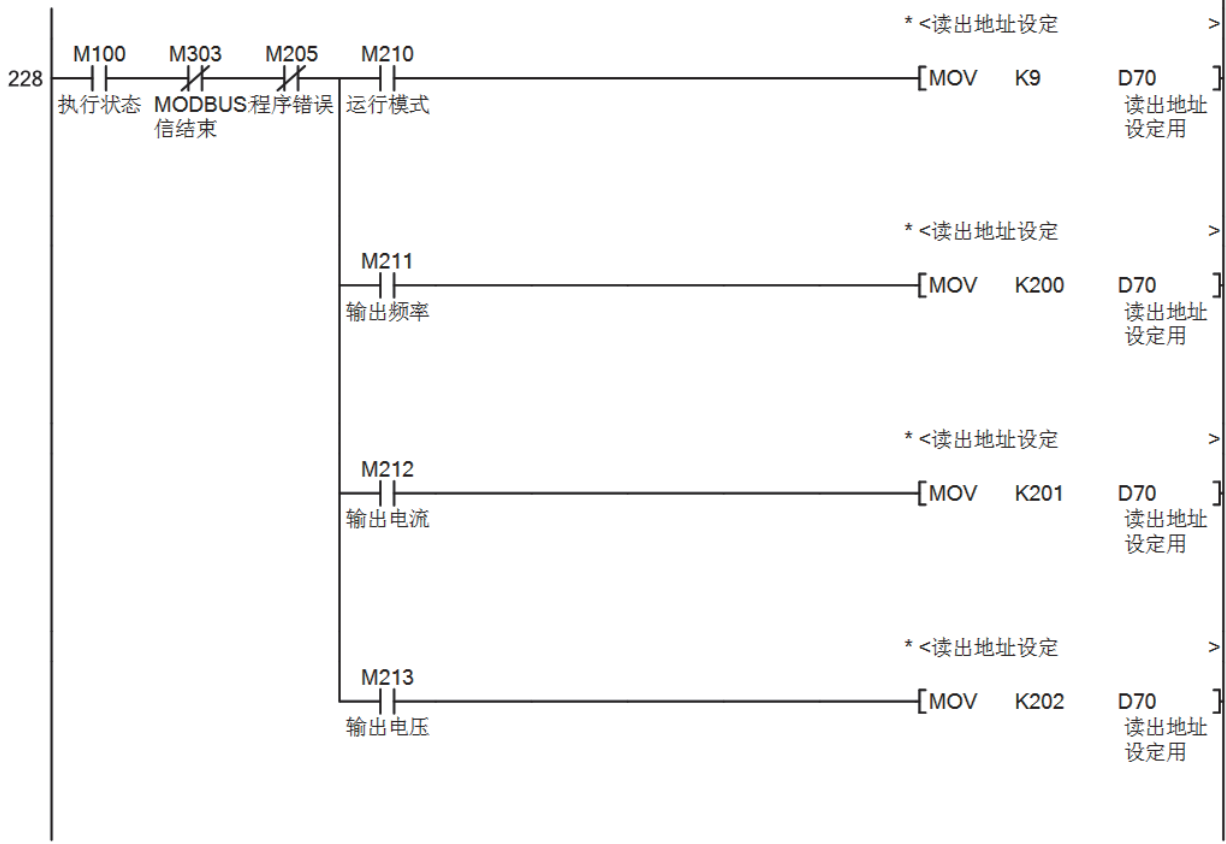 * <读出地址设定 >
M100 M303 M205 M210
228 [MOV K9 D70 ]
执行状态 MODBUS 程序错误 运行模式 读出地址
信结束 设定用
* <读出地址设定 >
M211
[MOV K200 D70 ]
输出频率 读出地址
设定用
* <读出地址设定 >
M212
[MOV K201 D70 ]
输出电流 读出地址
设定用
* <读出地址设定 >
M213
[MOV K202 D70 ]
输出电压 读出地址
设定用